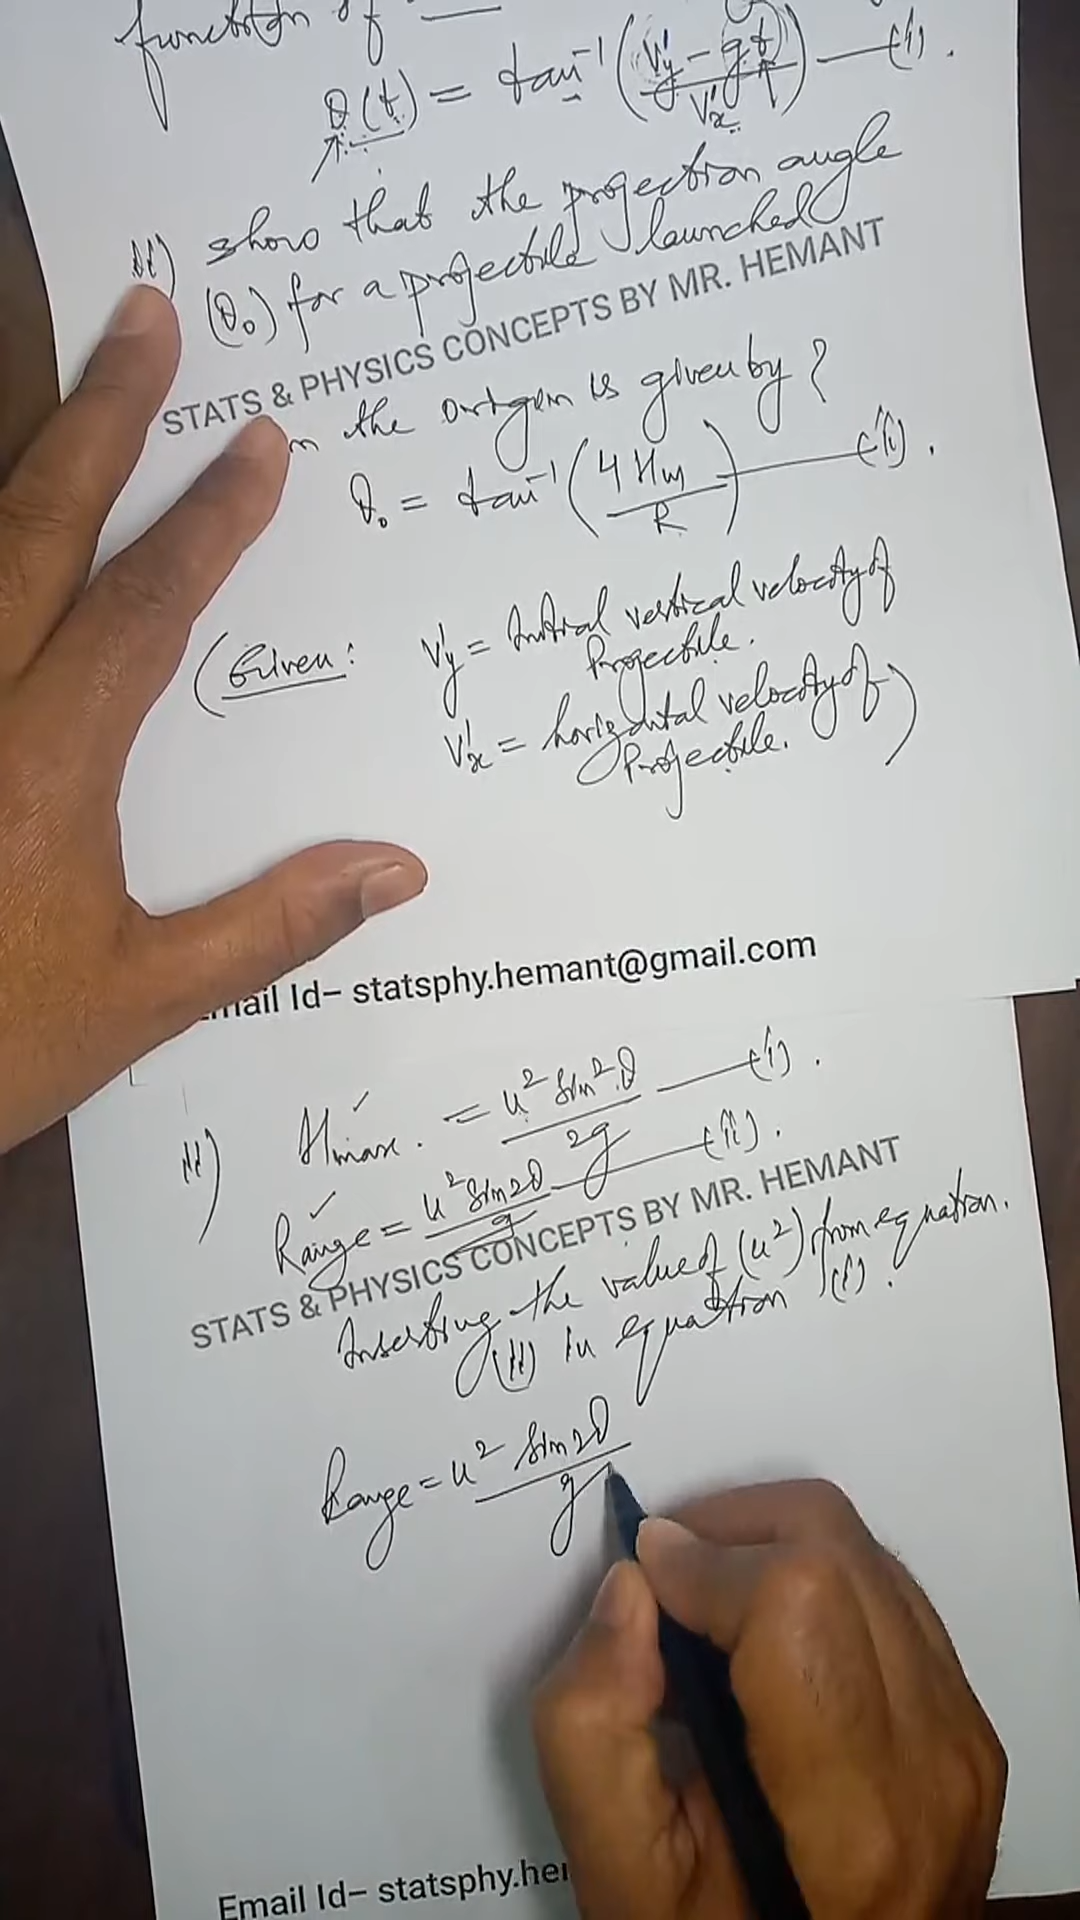 function of
θ(t) = tan⁻¹ (V'y - gt / V'x) —(i).
ii) show that the projection angle
(θ₀) for a projectile launched
STATS & PHYSICS CONCEPTS BY MR. HEMANT
m the origin is given by ?
θ₀ = tan⁻¹ (4Hm / R) —(ii).
(Given: V'y = Initial vertical velocity of
Projectile.
V'x = horizontal velocity of
Projectile.)
mail Id– statsphy.hemant@gmail.com
ii) Hmax. = u² sin²θ / 2g —(i).
Range = u² sin2θ / g —(ii).
STATS & PHYSICS CONCEPTS BY MR. HEMANT
Inserting the value of (u²) from equation.
(ii) in equation (i).
Range = u² sin2θ / g
Email Id– statsphy.he